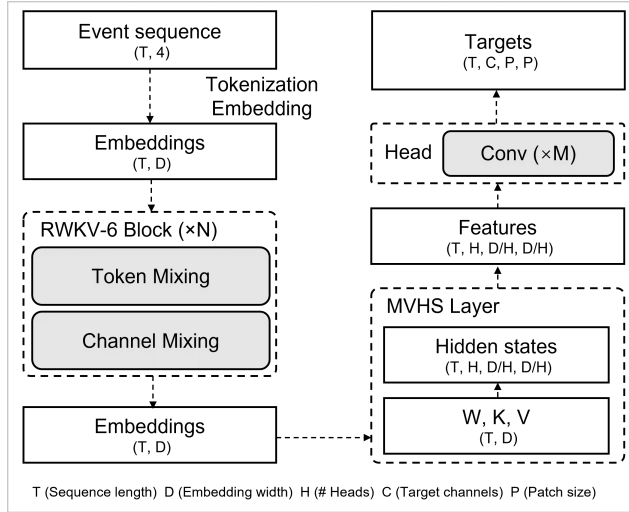 Event sequence
(T, 4)
Tokenization
Embedding
Embeddings
(T, D)
RWKV-6 Block (×N)
Token Mixing
Channel Mixing
Embeddings
(T, D)
Targets
(T, C, P, P)
Head
Conv (×M)
Features
(T, H, D/H, D/H)
MVHS Layer
Hidden states
(T, H, D/H, D/H)
W, K, V
(T, D)
T (Sequence length) D (Embedding width) H (# Heads) C (Target channels) P (Patch size)